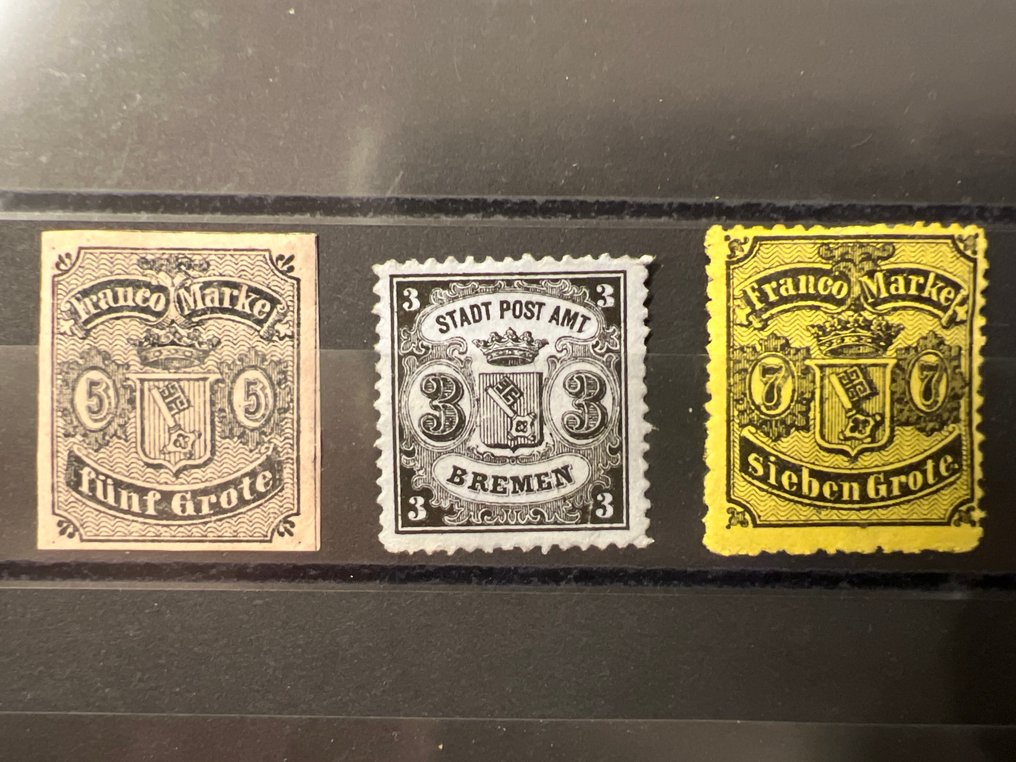 Franco Marke
5 5
fünf Grote.
3 3
STADT POST AMT
3 3
BREMEN
3 3
Franco Marke
7 7
sieben Grote.